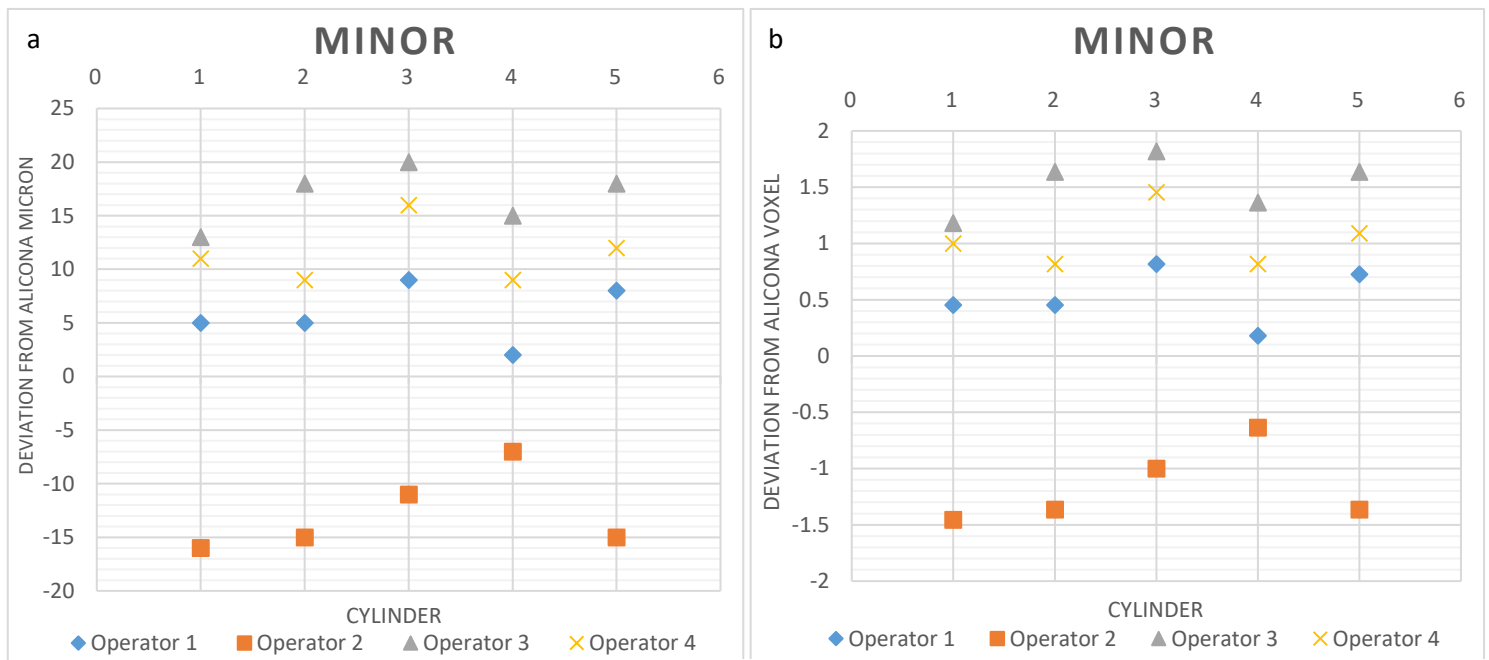 a
MINOR
0 1 2 3 4 5 6
25
20
15
10
5
0
-5
-10
-15
-20
DEVIATION FROM ALICONA MICRON
CYLINDER
Operator 1 Operator 2 Operator 3 Operator 4
b
MINOR
0 1 2 3 4 5 6
2
1.5
1
0.5
0
-0.5
-1
-1.5
-2
DEVIATION FROM ALICONA VOXEL
CYLINDER
Operator 1 Operator 2 Operator 3 Operator 4